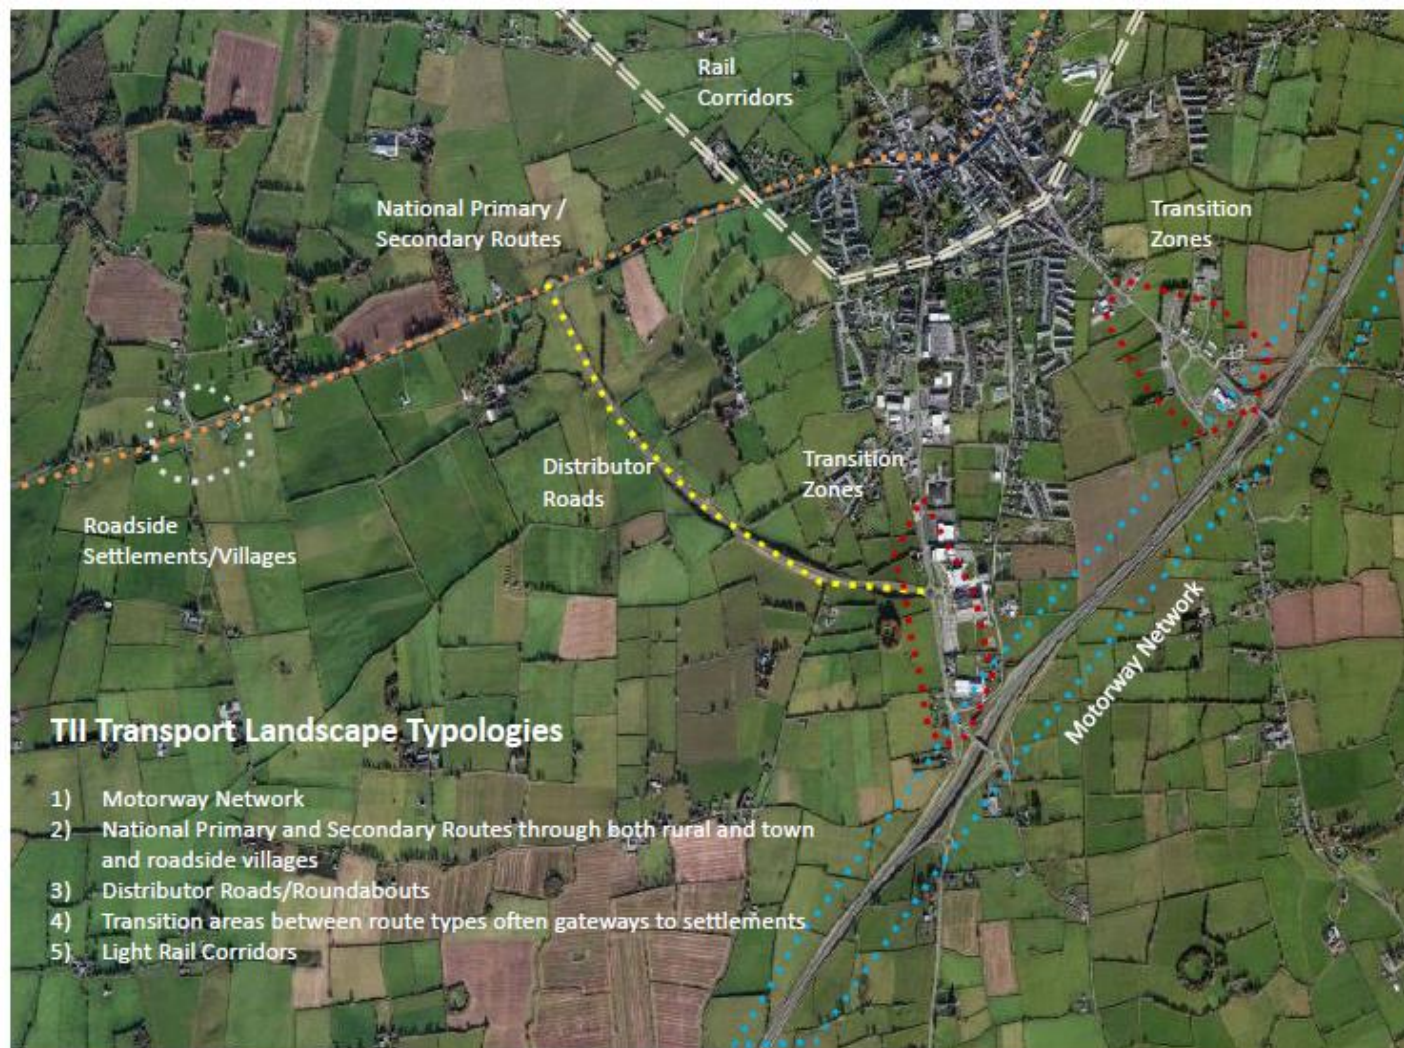 Rail
Corridors
National Primary /
Secondary Routes
Transition
Zones
Distributor
Roads
Transition
Zones
Roadside
Settlements/Villages
Motorway Network
TII Transport Landscape Typologies
1) Motorway Network
2) National Primary and Secondary Routes through both rural and town
and roadside villages
3) Distributor Roads/Roundabouts
4) Transition areas between route types often gateways to settlements
5) Light Rail Corridors